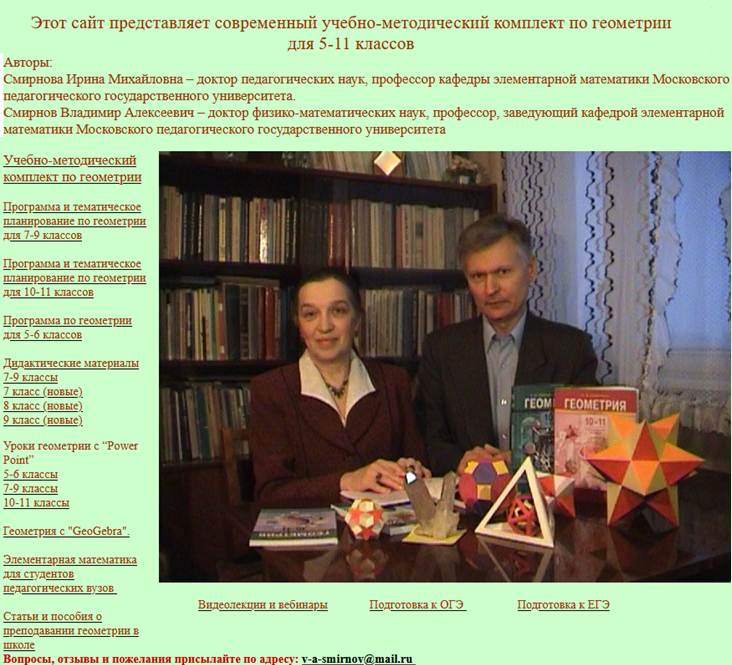 Этот сайт представляет современный учебно-методический комплект по геометрии
для 5-11 классов
Авторы:
Смирнова Ирина Михайловна – доктор педагогических наук, профессор кафедры элементарной математики Московского
педагогического государственного университета.
Смирнов Владимир Алексеевич – доктор физико-математических наук, профессор, заведующий кафедрой элементарной
математики Московского педагогического государственного университета
Учебно-методический
комплект по геометрии
Программа и тематическое
планирование по геометрии
для 7-9 классов
Программа и тематическое
планирование по геометрии
для 10-11 классов
Программа по геометрии
для 5-6 классов
Дидактические материалы
7-9 классы
7 класс (новые)
8 класс (новые)
9 класс (новые)
Уроки геометрии с “Power
Point”
5-6 классы
7-9 классы
10-11 классы
Геометрия с "GeoGebra".
Элементарная математика
для студентов
педагогических вузов
Статьи и пособия о
преподавании геометрии в
школе
ГЕОМ
ГЕОМЕТРИЯ
10-11
Видеолекции и вебинары
Подготовка к ОГЭ
Подготовка к ЕГЭ
Вопросы, отзывы и пожелания присылайте по адресу: v-a-smirnov@mail.ru